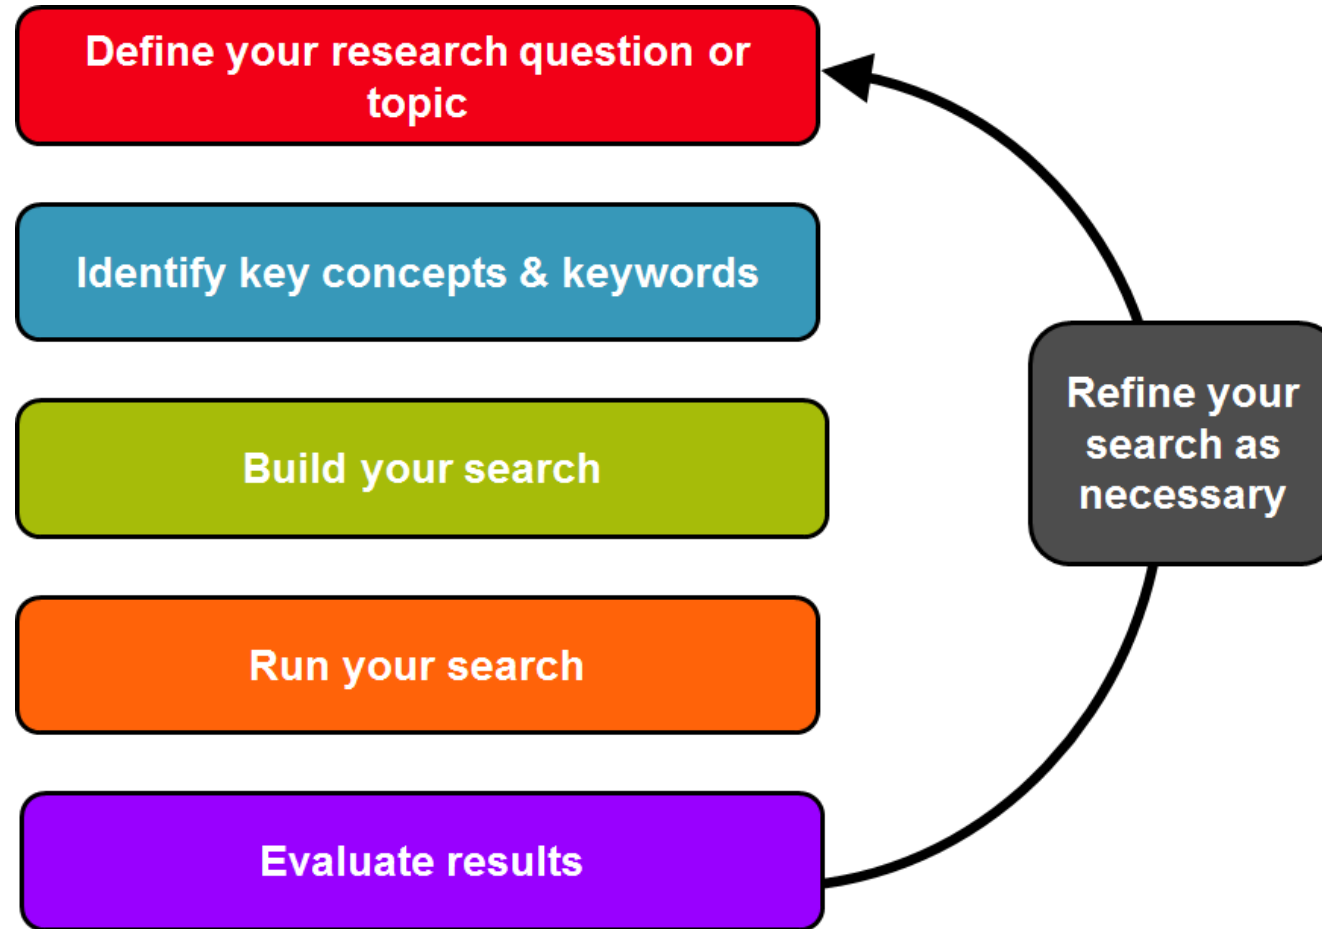 Define your research question or
topic
Identify key concepts & keywords
Build your search
Refine your
search as
necessary
Run your search
Evaluate results